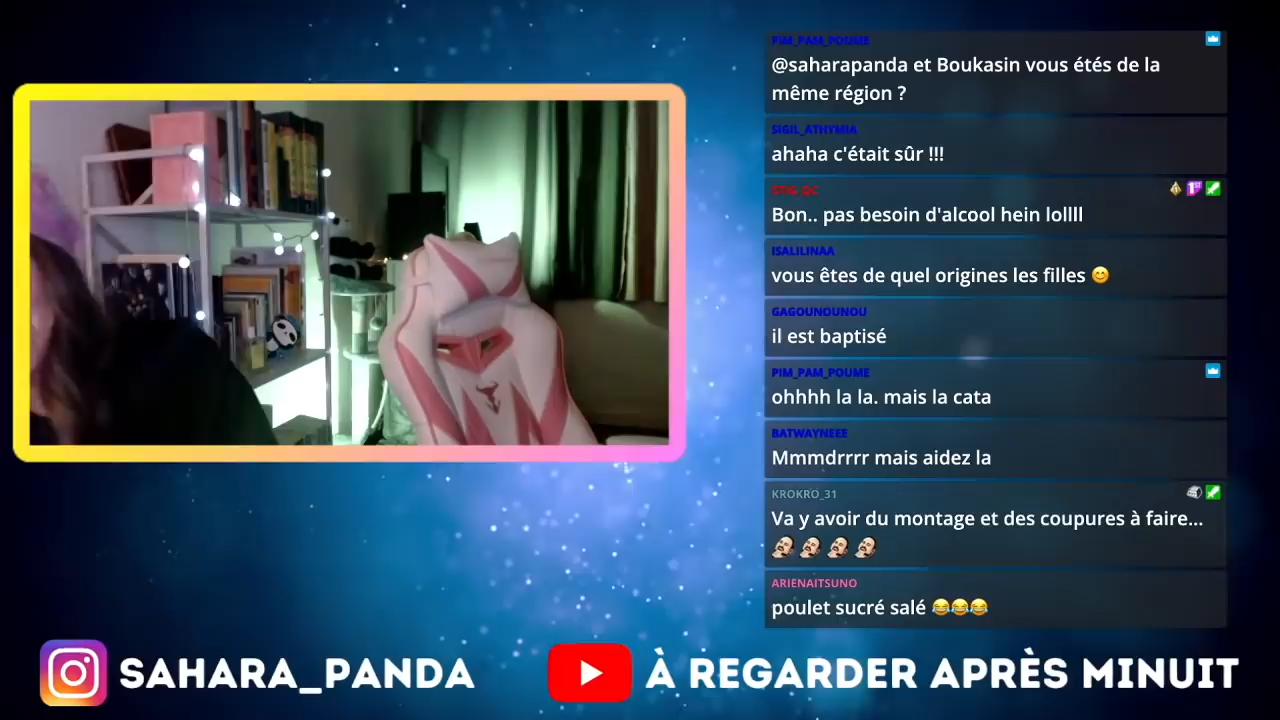 PIM_PAM_POUME
@saharapanda et Boukasin vous étés de la
même région ?
SIGIL_ATHYMIA
ahaha c'était sûr !!!
STIG_QC
Bon.. pas besoin d'alcool hein lollll
ISALILINAA
vous êtes de quel origines les filles 😊
GAGOUNOUNOU
il est baptisé
PIM_PAM_POUME
ohhhh la la. mais la cata
BATWAYNEEE
Mmmdrrrr mais aidez la
KROKRO_31
Va y avoir du montage et des coupures à faire...
ARIENAITSUNO
poulet sucré salé 😂😂😂
SAHARA_PANDA
À REGARDER APRÈS MINUIT